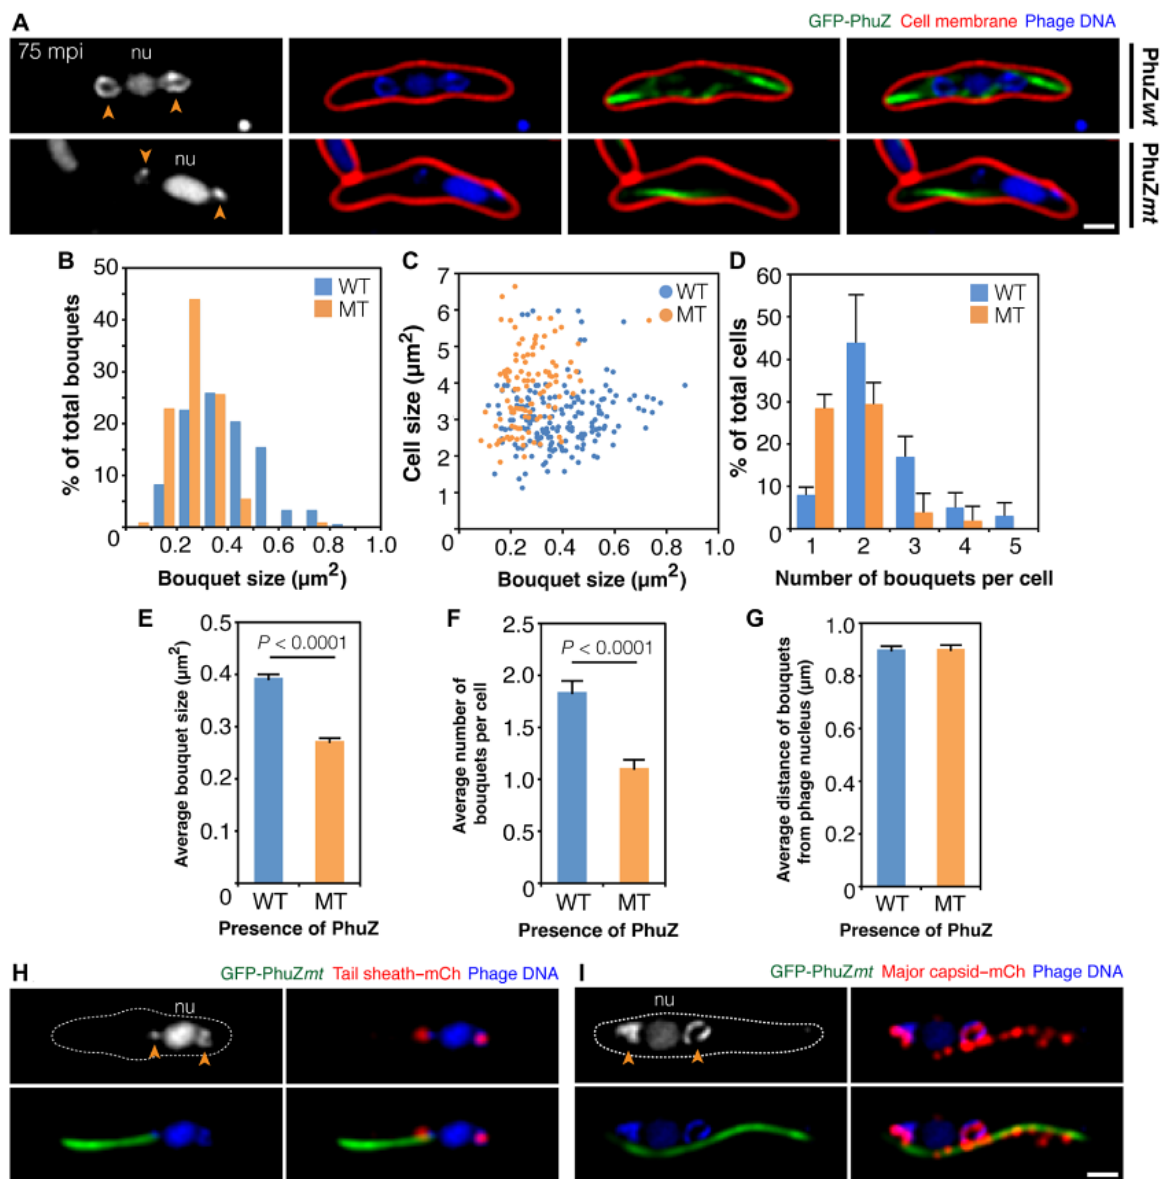 A
GFP-PhuZ Cell membrane Phage DNA
75 mpi
nu
PhuZwt
nu
PhuZmt
B
50
40
30
20
10
0
0.2 0.4 0.6 0.8 1.0
% of total bouquets
Bouquet size (µm2)
WT
MT
C
7
6
5
4
3
2
1
0
0.2 0.4 0.6 0.8 1.0
Cell size (µm2)
Bouquet size (µm2)
WT
MT
D
60
50
40
30
20
10
0
1 2 3 4 5
% of total cells
Number of bouquets per cell
WT
MT
E
0.5
0.3
0.2
0.1
0
P < 0.0001
Average bouquet size (µm2)
WT MT
Presence of PhuZ
F
2.5
2.0
1.5
1.0
0.5
0
P < 0.0001
Average number of
bouquets per cell
WT MT
Presence of PhuZ
G
1.0
0.8
0.6
0.4
0.2
0
Average distance of bouquets
from phage nucleus (µm)
WT MT
Presence of PhuZ
H
GFP-PhuZmt Tail sheath–mCh Phage DNA
nu
I
GFP-PhuZmt Major capsid–mCh Phage DNA
nu